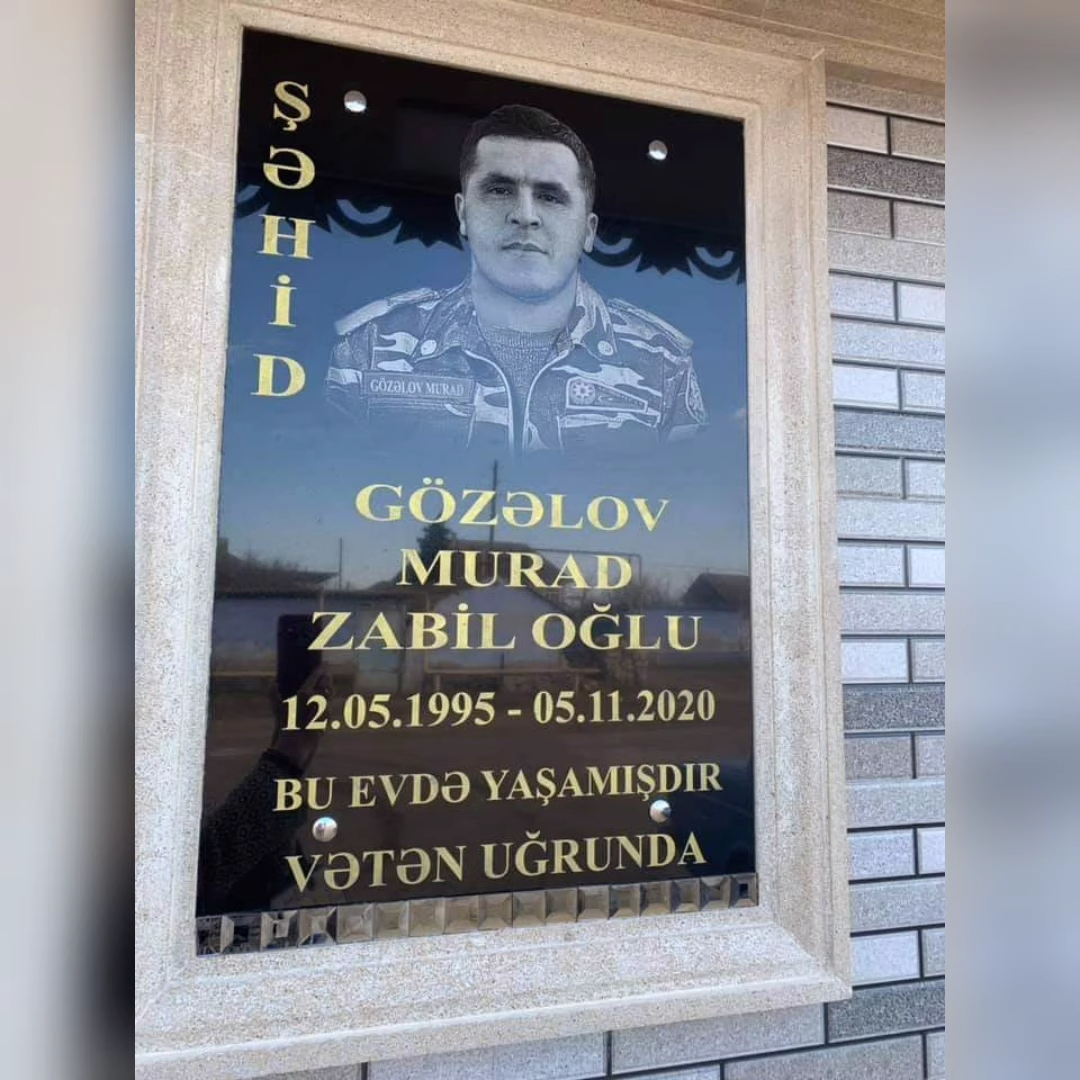 ŞƏHİD
GÖZƏLOV MURAD
GÖZƏLOV
MURAD
ZABİL OĞLU
12.05.1995 - 05.11.2020
BU EVDƏ YAŞAMIŞDIR
VƏTƏN UĞRUNDA